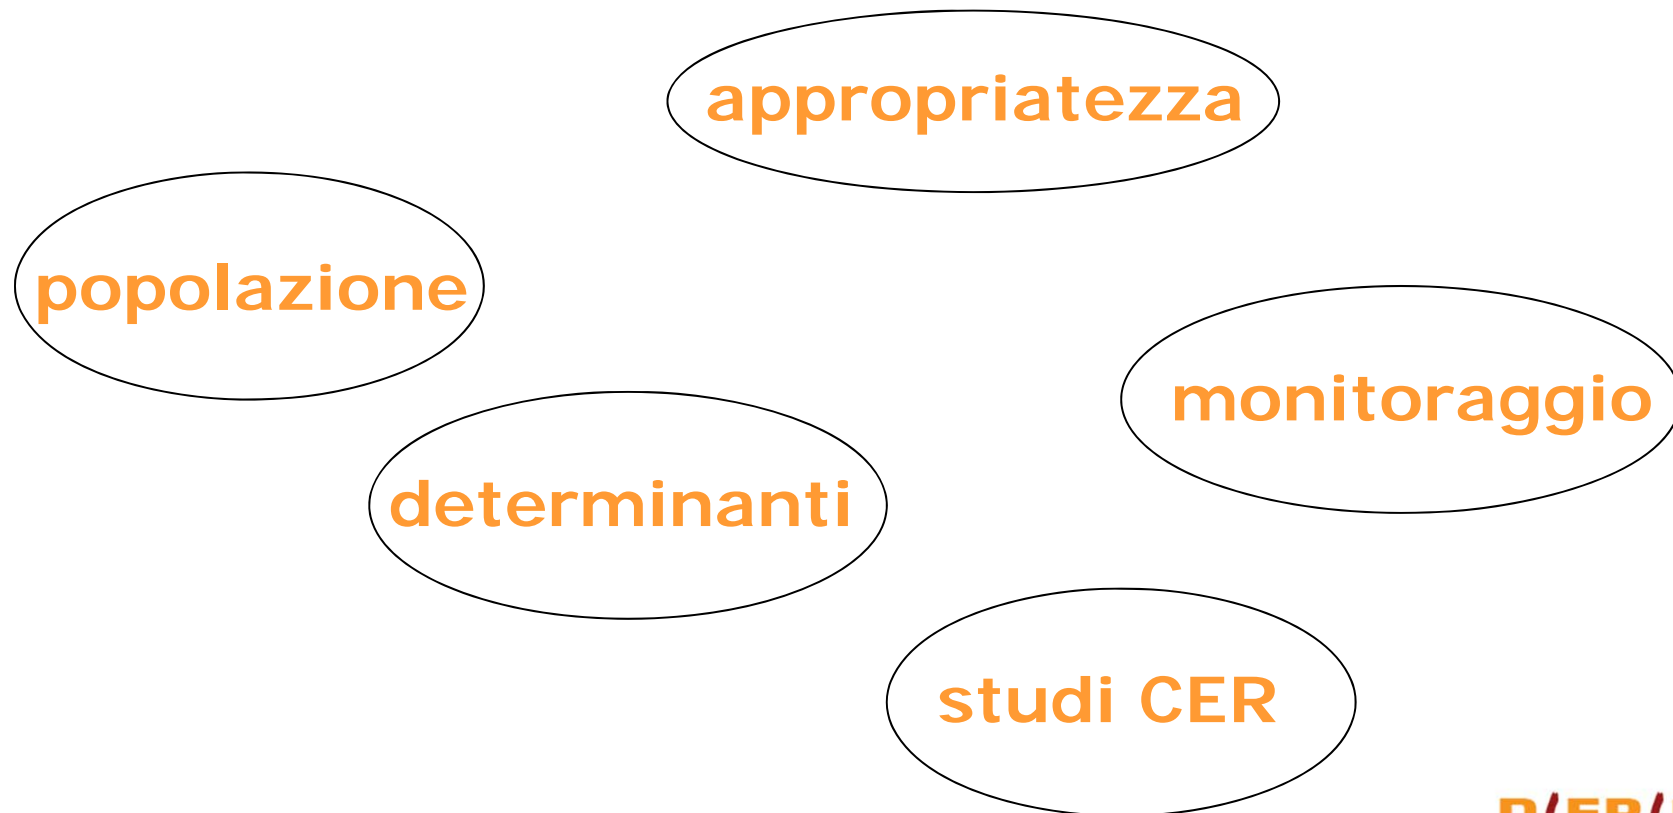 appropriatezza
popolazione
monitoraggio
determinanti
studi CER